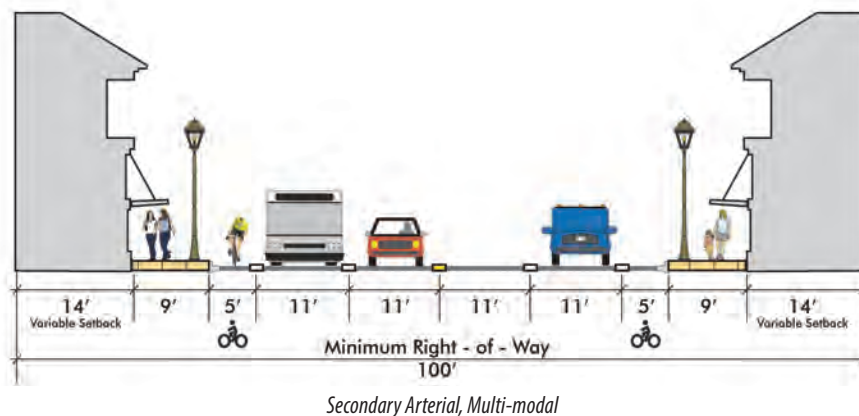 14’ 9’ 5’ 11’ 11’ 11’ 11’ 5’ 9’ 14’
Variable Setback Variable Setback
Minimum Right - of - Way
100’
Secondary Arterial, Multi-modal